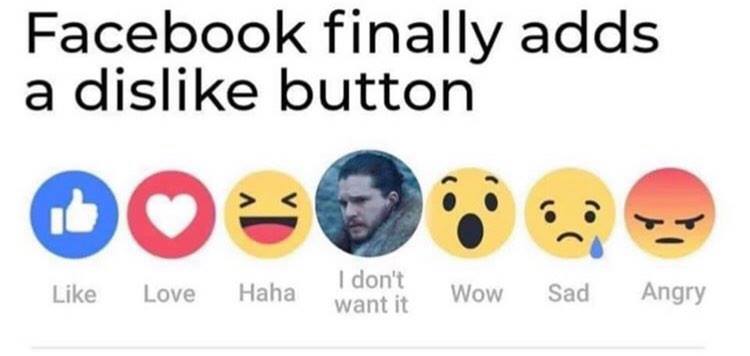 Facebook finally adds
a dislike button
Like
Love
Haha
I don't
want it
Wow
Sad
Angry